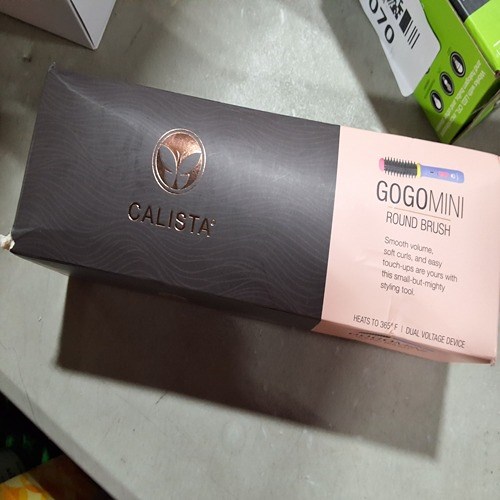 070
CALISTA
GOGOMINI
ROUND BRUSH
Smooth volume,
soft curls, and easy
touch-ups are yours with
this small-but-mighty
styling tool.
HEATS TO 365° F | DUAL VOLTAGE DEVICE